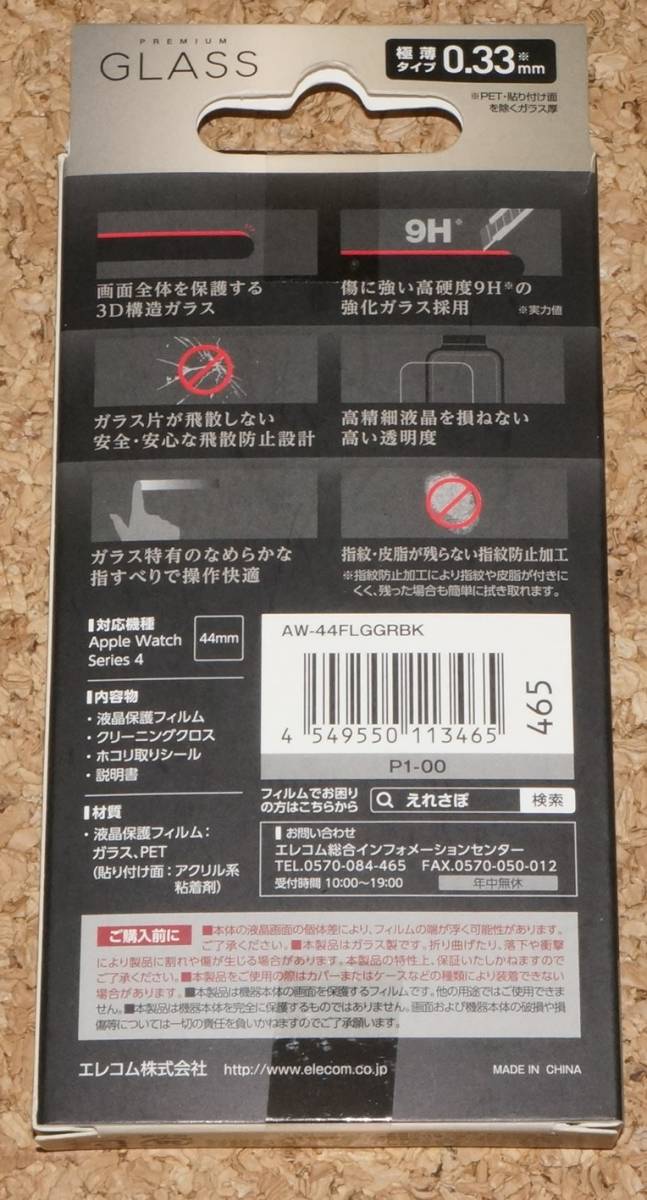 PREMIUM
GLASS
極薄
タイプ 0.33※mm
※PET・貼り付け面
を除くガラス厚
9H※
画面全体を保護する
3D構造ガラス
傷に強い高硬度9H※の
強化ガラス採用 ※実力値
ガラス片が飛散しない
安全・安心な飛散防止設計
高精細液晶を損ねない
高い透明度
ガラス特有のなめらかな
指すべりで操作快適
指紋・皮脂が残らない指紋防止加工
※指紋防止加工により指紋や皮脂が付きに
くく、残った場合も簡単に拭き取れます。
対応機種
Apple Watch
Series 4
44mm
内容物
・液晶保護フィルム
・クリーニングクロス
・ホコリ取りシール
・説明書
材質
・液晶保護フィルム：
ガラス、PET
（貼り付け面：アクリル系
粘着剤）
AW-44FLGGRBK
4 549550 113465
465
P1-00
フィルムでお困り
の方はこちらから
えれさぽ 検索
お問い合わせ
エレコム総合インフォメーションセンター
TEL.0570-084-465 FAX.0570-050-012
受付時間 10:00～19:00 年中無休
ご購入前に
■本体の液晶画面の個体差により、フィルムの端が浮く可能性があります。
ご了承ください。■本製品はガラス製です。折り曲げたり、落下や衝撃
により製品に割れや傷が生じる場合があります。本製品の特性上、保証いたしかねますので
ご了承ください。■本製品をご使用の際はカバーまたはケースなどの種類により装着できない
場合があります。■本製品は機器本体の画面を保護するフィルムです。他の用途ではご使用できま
せん。■本製品は機器本体を完全に保護するものではありません。画面および機器本体の破損や損
傷等については一切の責任を負いかねますのでご了承願います。
エレコム株式会社 http://www.elecom.co.jp
MADE IN CHINA